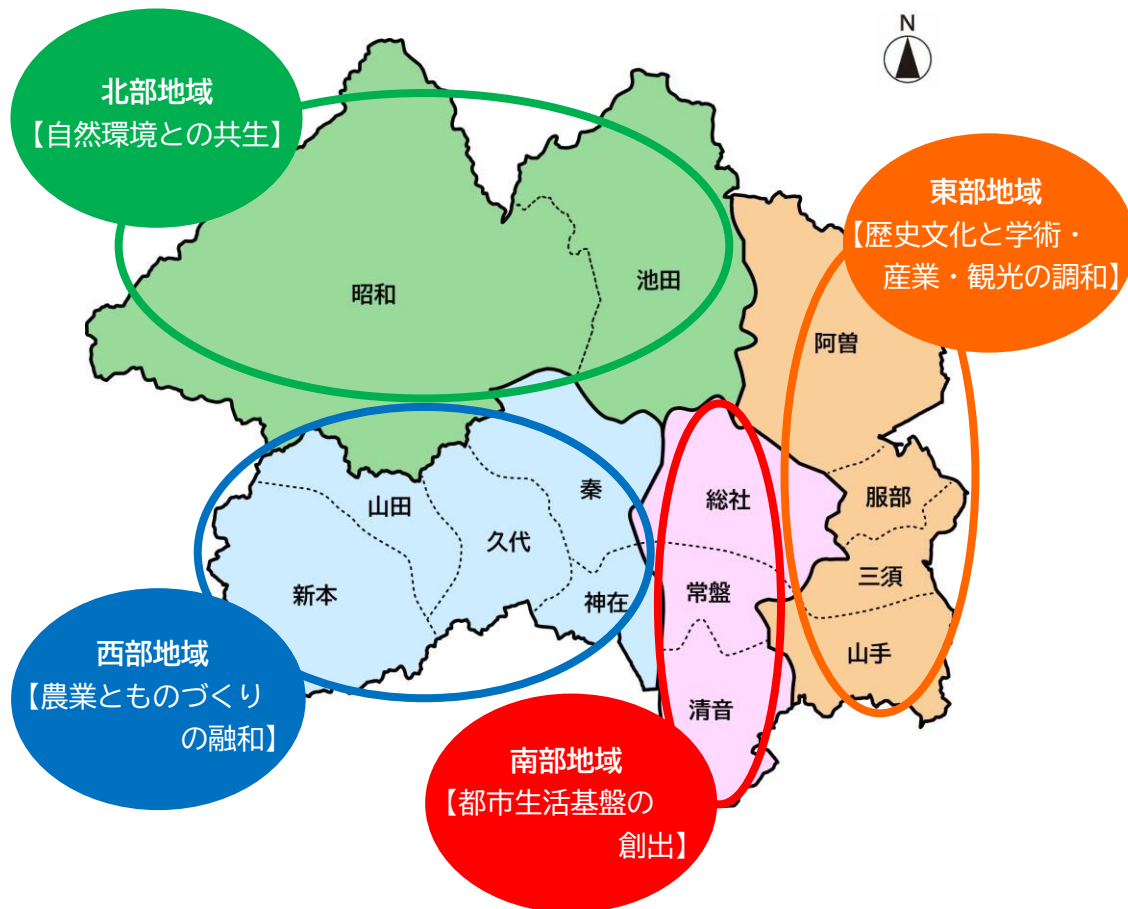 N
北部地域
【自然環境との共生】
東部地域
【歴史文化と学術・
産業・観光の調和】
昭和
池田
阿曽
山田
秦
久代
新本
神在
総社
常盤
清音
服部
三須
山手
西部地域
【農業とものづくり
の融和】
南部地域
【都市生活基盤の
創出】